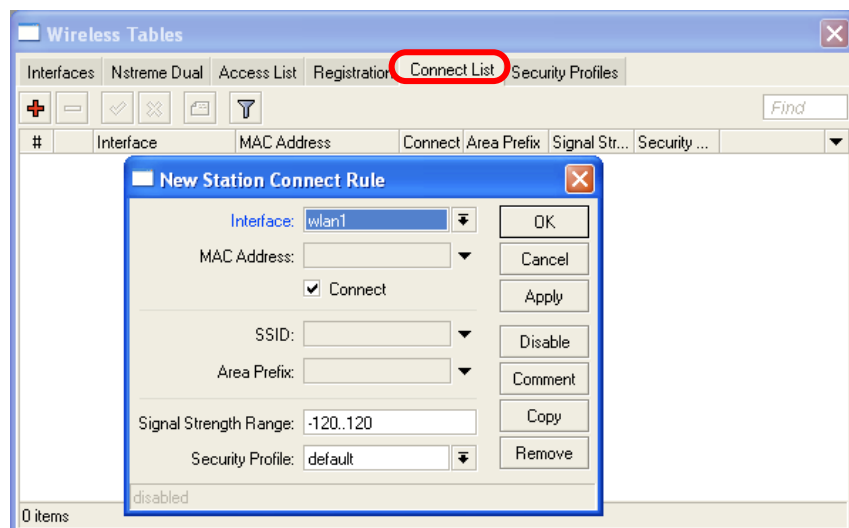 Wireless Tables
Interfaces Nstreme Dual Access List Registration Connect List Security Profiles
Find
# Interface MAC Address Connect Area Prefix Signal Str... Security ...
New Station Connect Rule
Interface: wlan1 OK
MAC Address: Cancel
Connect Apply
SSID: Disable
Area Prefix: Comment
Signal Strength Range: -120..120 Copy
Security Profile: default Remove
disabled
0 items